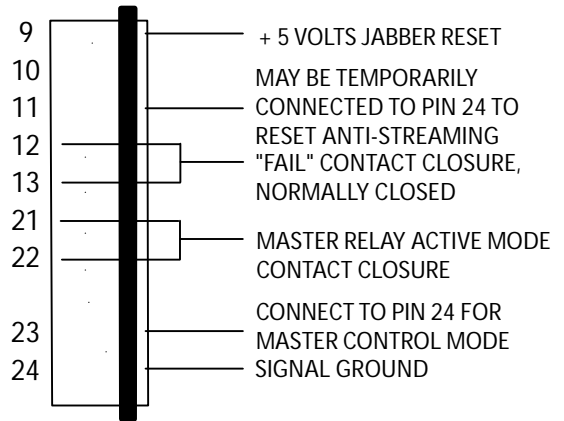 9
+ 5 VOLTS JABBER RESET
10
MAY BE TEMPORARILY
11
CONNECTED TO PIN 24 TO
RESET ANTI-STREAMING
12
"FAIL" CONTACT CLOSURE,
13
NORMALLY CLOSED
21
MASTER RELAY ACTIVE MODE
22
CONTACT CLOSURE
CONNECT TO PIN 24 FOR
23
MASTER CONTROL MODE
24
SIGNAL GROUND